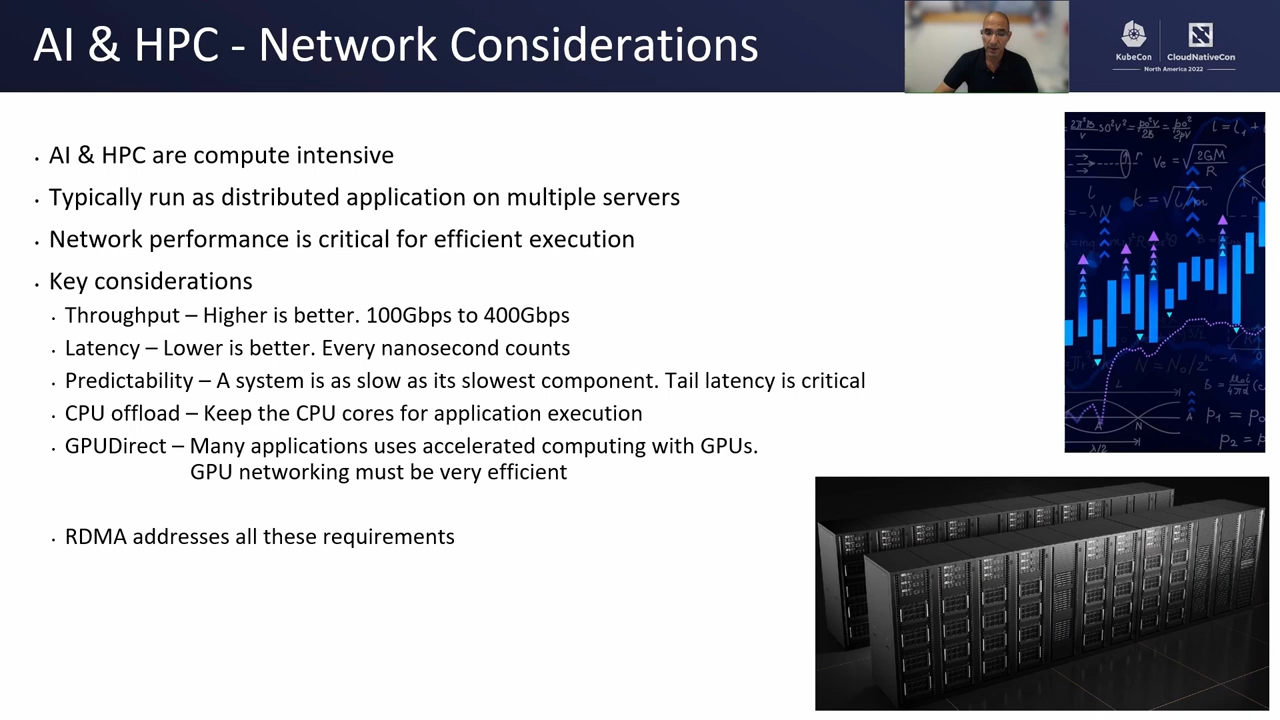 AI & HPC - Network Considerations
KubeCon
CloudNativeCon
North America 2022
· AI & HPC are compute intensive
· Typically run as distributed application on multiple servers
· Network performance is critical for efficient execution
· Key considerations
· Throughput – Higher is better. 100Gbps to 400Gbps
· Latency – Lower is better. Every nanosecond counts
· Predictability – A system is as slow as its slowest component. Tail latency is critical
· CPU offload – Keep the CPU cores for application execution
· GPUDirect – Many applications uses accelerated computing with GPUs.
GPU networking must be very efficient
· RDMA addresses all these requirements